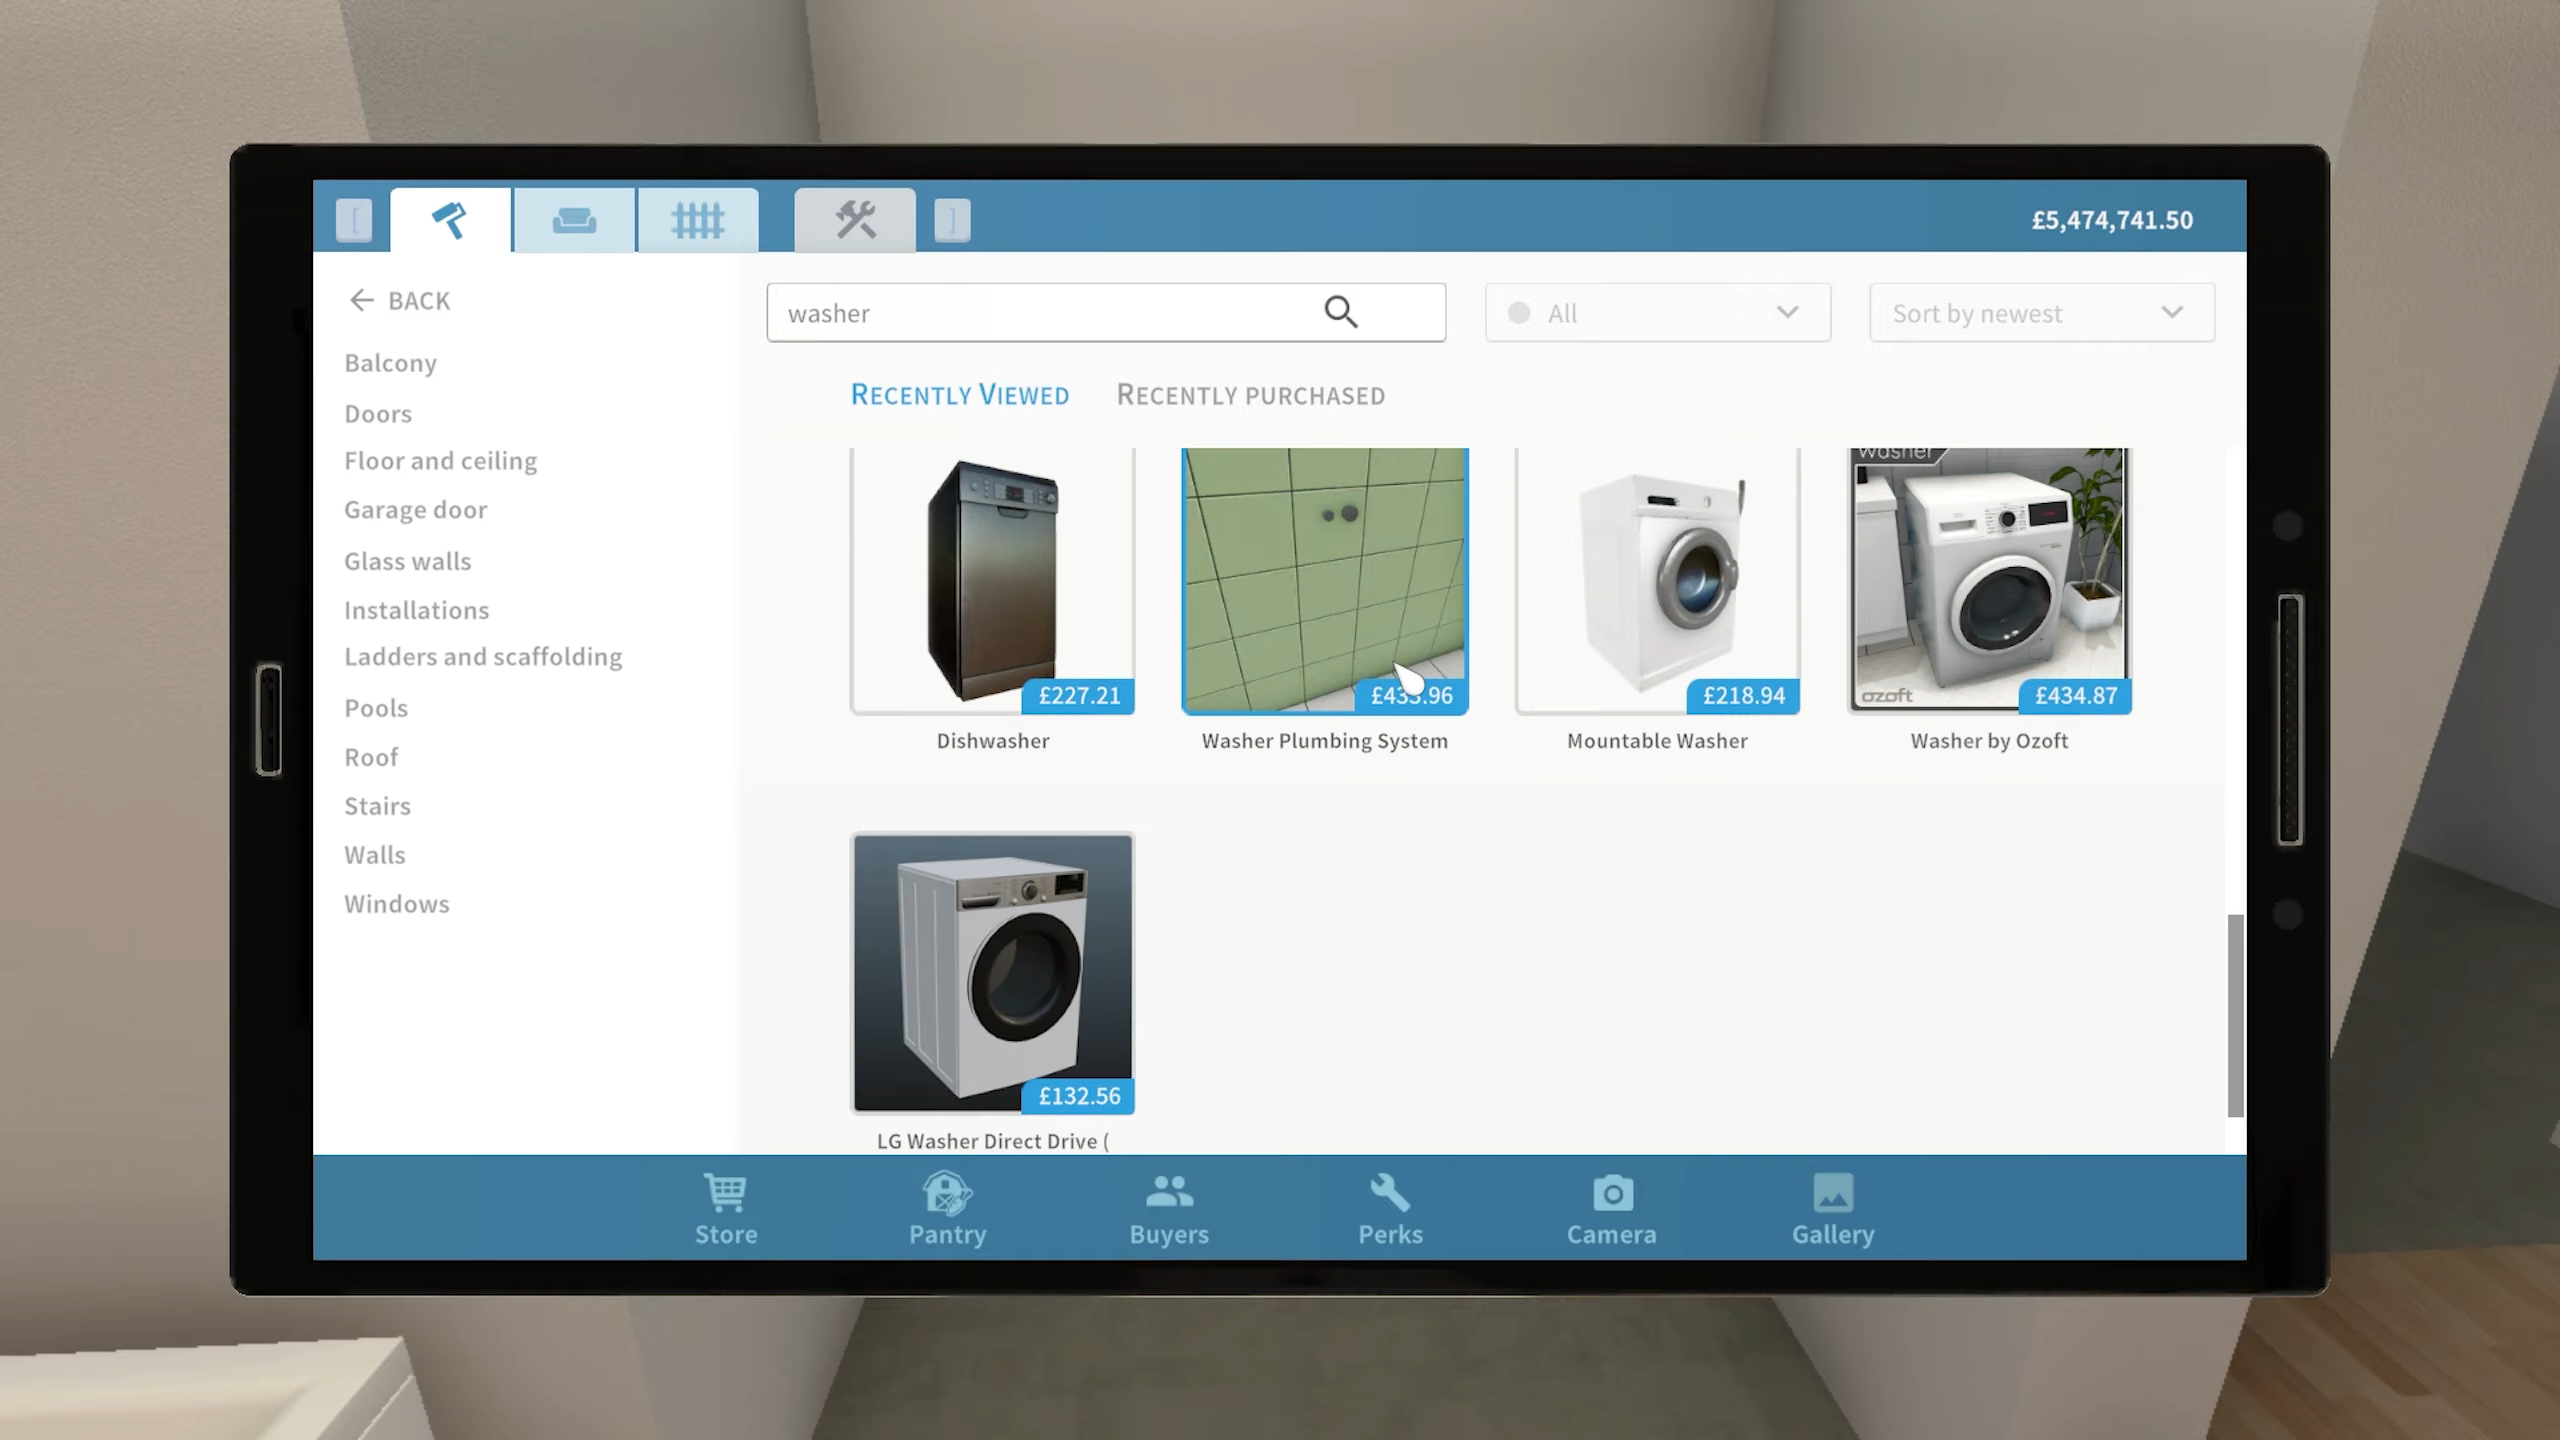 [
]
£5,474,741.50
BACK
washer
All
Sort by newest
Balcony
Doors
Floor and ceiling
Garage door
Glass walls
Installations
Ladders and scaffolding
Pools
Roof
Stairs
Walls
Windows
RECENTLY VIEWED
RECENTLY PURCHASED
£227.21
Dishwasher
Washer Plumbing System
£218.94
Mountable Washer
Washer
ozoft
£434.87
Washer by Ozoft
£132.56
LG Washer Direct Drive (
Store
Pantry
Buyers
Perks
Camera
Gallery